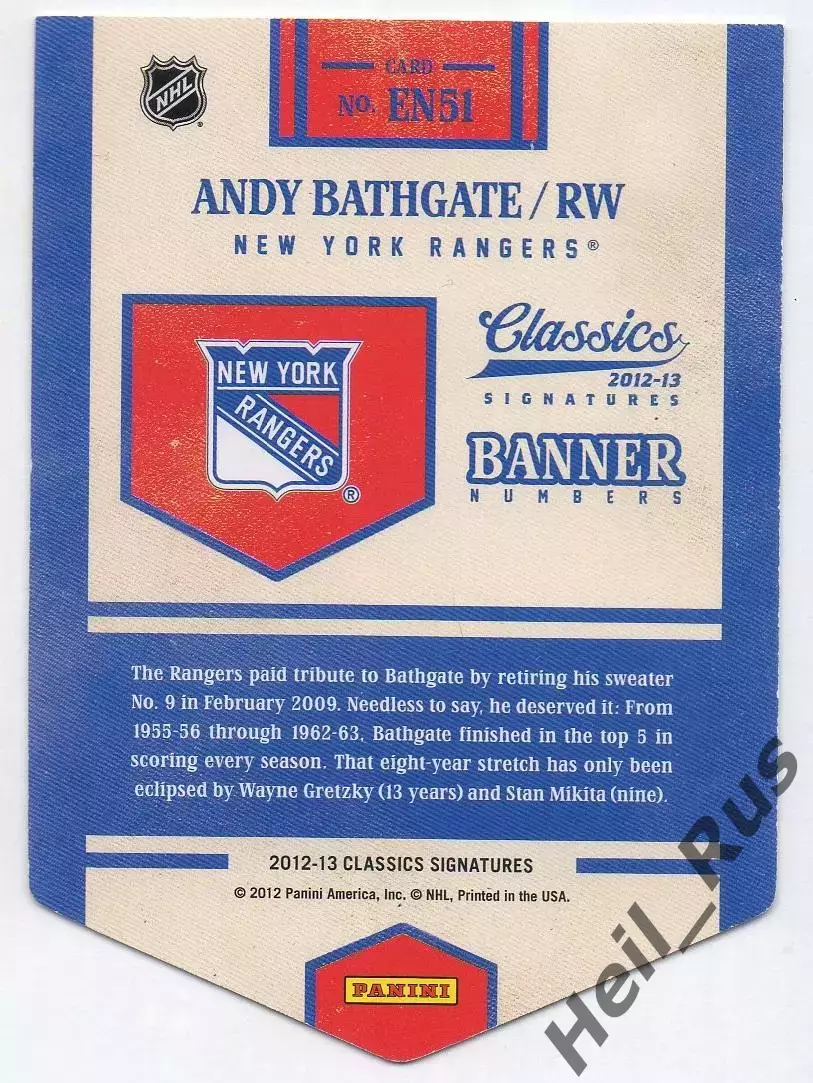 CARD
NO. EN51
NHL
ANDY BATHGATE / RW
NEW YORK RANGERS®
NEW YORK
RANGERS
®
Classics
2012-13
SIGNATURES
BANNER
NUMBERS
The Rangers paid tribute to Bathgate by retiring his sweater
No. 9 in February 2009. Needless to say, he deserved it: From
1955-56 through 1962-63, Bathgate finished in the top 5 in
scoring every season. That eight-year stretch has only been
eclipsed by Wayne Gretzky (13 years) and Stan Mikita (nine).
2012-13 CLASSICS SIGNATURES
© 2012 Panini America, Inc. © NHL, Printed in the USA.
PANINI
Heil_Rus